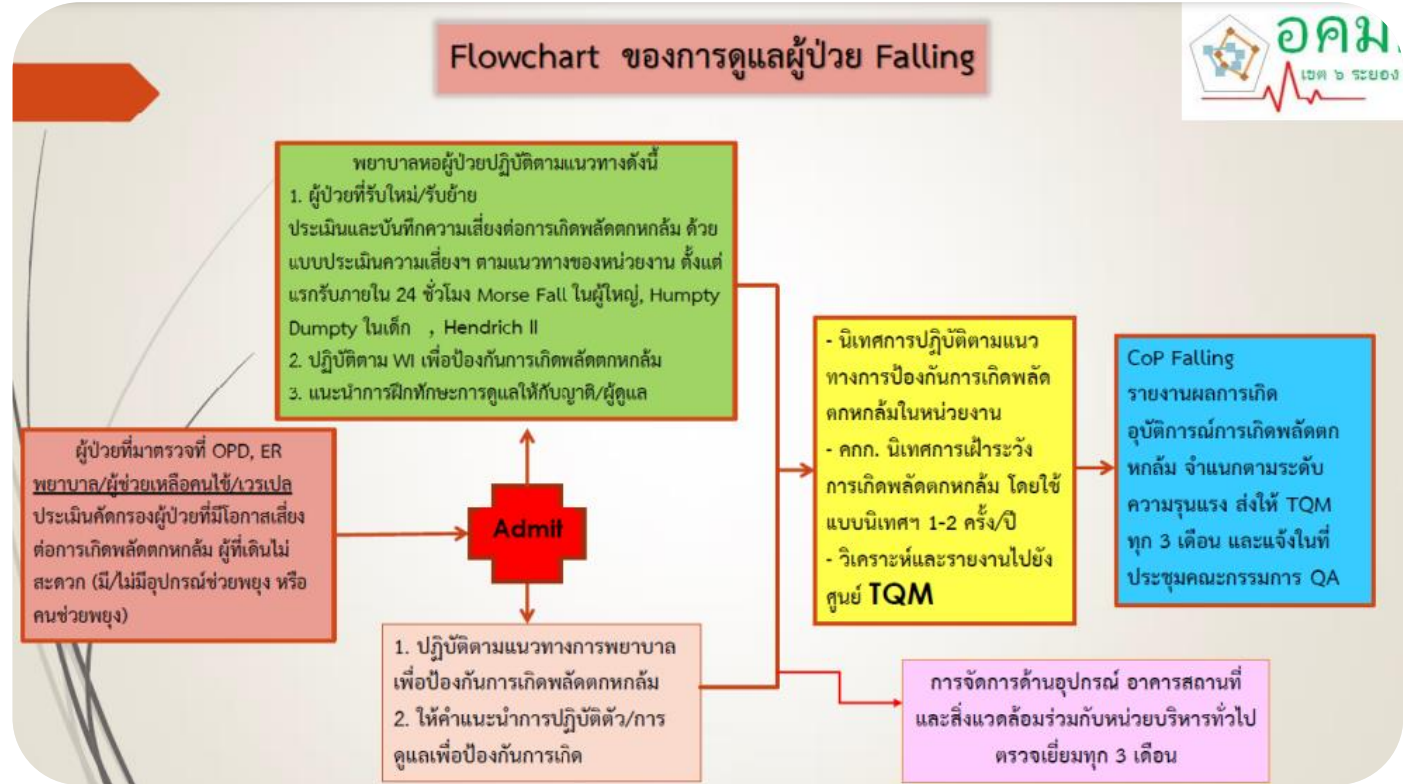 Flowchart ของการดูแลผู้ป่วย Falling
อคม.
เขต ๖ ระยอง
พยาบาลหอผู้ป่วยปฏิบัติตามแนวทางดังนี้
1. ผู้ป่วยที่รับใหม่/รับย้าย
ประเมินและบันทึกความเสี่ยงต่อการเกิดพลัดตกหกล้ม ด้วย
แบบประเมินความเสี่ยงฯ ตามแนวทางของหน่วยงาน ตั้งแต่
แรกรับภายใน 24 ชั่วโมง Morse Fall ในผู้ใหญ่, Humpty
Dumpty ในเด็ก , Hendrich II
2. ปฏิบัติตาม WI เพื่อป้องกันการเกิดพลัดตกหกล้ม
3. แนะนำการฝึกทักษะการดูแลให้กับญาติ/ผู้ดูแล
ผู้ป่วยที่มาตรวจที่ OPD, ER
พยาบาล/ผู้ช่วยเหลือคนไข้/เวรเปล
ประเมินคัดกรองผู้ป่วยที่มีโอกาสเสี่ยง
ต่อการเกิดพลัดตกหกล้ม ผู้ที่เดินไม่
สะดวก (มี/ไม่มีอุปกรณ์ช่วยพยุง หรือ
คนช่วยพยุง)
Admit
1. ปฏิบัติตามแนวทางการพยาบาล
เพื่อป้องกันการเกิดพลัดตกหกล้ม
2. ให้คำแนะนำการปฏิบัติตัว/การ
ดูแลเพื่อป้องกันการเกิด
- นิเทศการปฏิบัติตามแนว
ทางการป้องกันการเกิดพลัด
ตกหกล้มในหน่วยงาน
- คกก. นิเทศการเฝ้าระวัง
การเกิดพลัดตกหกล้ม โดยใช้
แบบนิเทศฯ 1-2 ครั้ง/ปี
- วิเคราะห์และรายงานไปยัง
ศูนย์ TQM
CoP Falling
รายงานผลการเกิด
อุบัติการณ์การเกิดพลัดตก
หกล้ม จำแนกตามระดับ
ความรุนแรง ส่งให้ TQM
ทุก 3 เดือน และแจ้งในที่
ประชุมคณะกรรมการ QA
การจัดการด้านอุปกรณ์ อาคารสถานที่
และสิ่งแวดล้อมร่วมกับหน่วยบริหารทั่วไป
ตรวจเยี่ยมทุก 3 เดือน